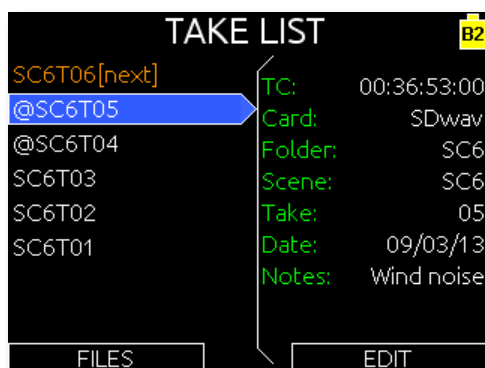 TAKE LIST
B2
SC6T06[next]
@SC6T05
@SC6T04
SC6T03
SC6T02
SC6T01
TC: 00:36:53:00
Card: SDwav
Folder: SC6
Scene: SC6
Take: 05
Date: 09/03/13
Notes: Wind noise
FILES
EDIT